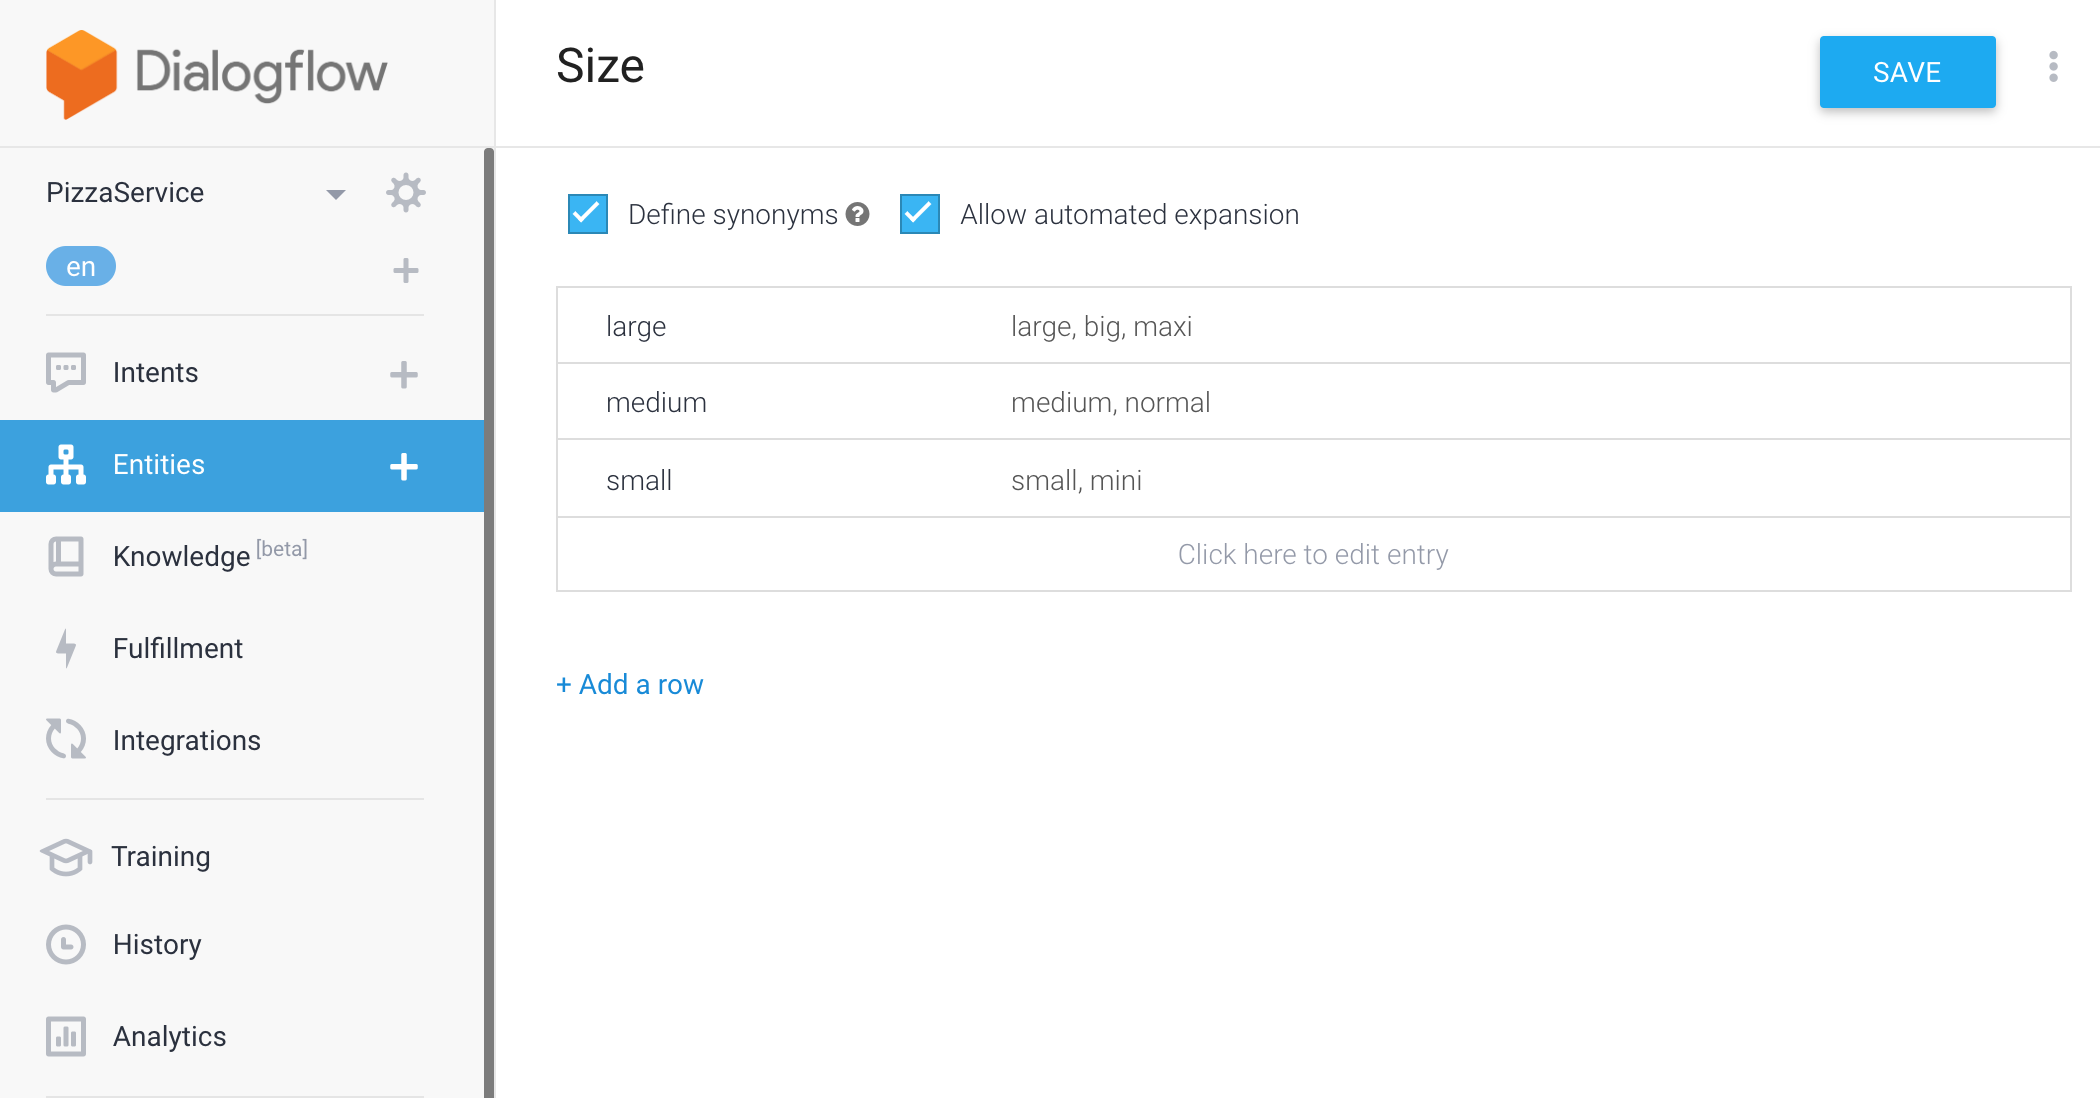 Dialogflow
PizzaService
en
Intents
Entities
Knowledge [beta]
Fulfillment
Integrations
Training
History
Analytics
Size
SAVE
Define synonyms ? Allow automated expansion
large large, big, maxi
medium medium, normal
small small, mini
Click here to edit entry
+ Add a row